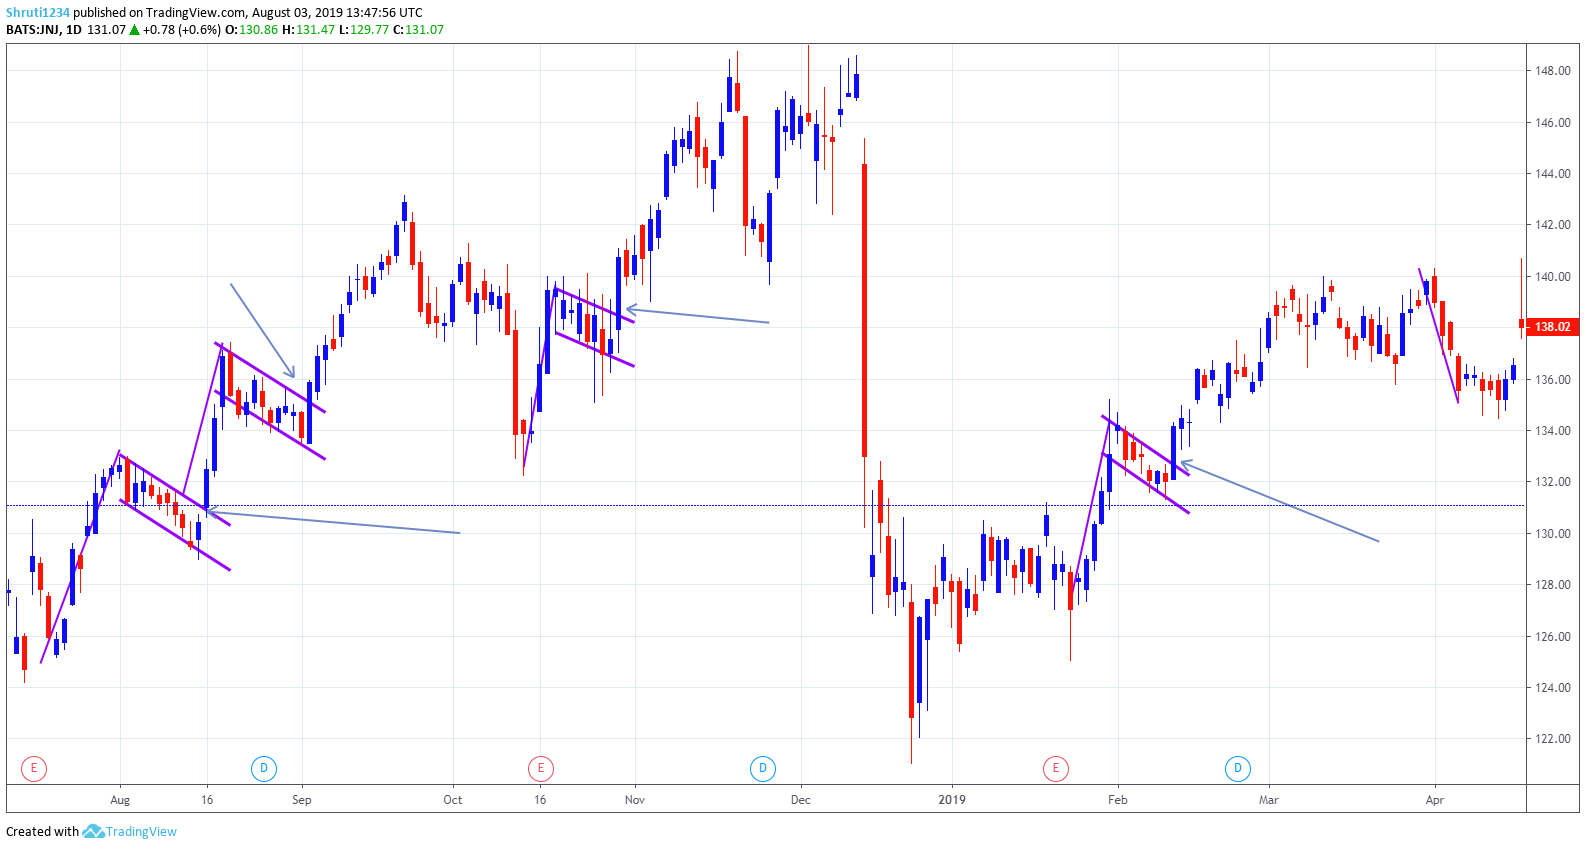 Shruti1234 published on TradingView.com, August 03, 2019 13:47:56 UTC
BATS:JNJ, 1D 131.07 ▲ +0.78 (+0.6%) O:130.86 H:131.47 L:129.77 C:131.07
148.00
146.00
144.00
142.00
140.00
138.02
136.00
134.00
132.00
130.00
128.00
126.00
124.00
122.00
E D E D E D
Aug 16 Sep Oct 16 Nov Dec 2019 Feb Mar Apr
Created with TradingView